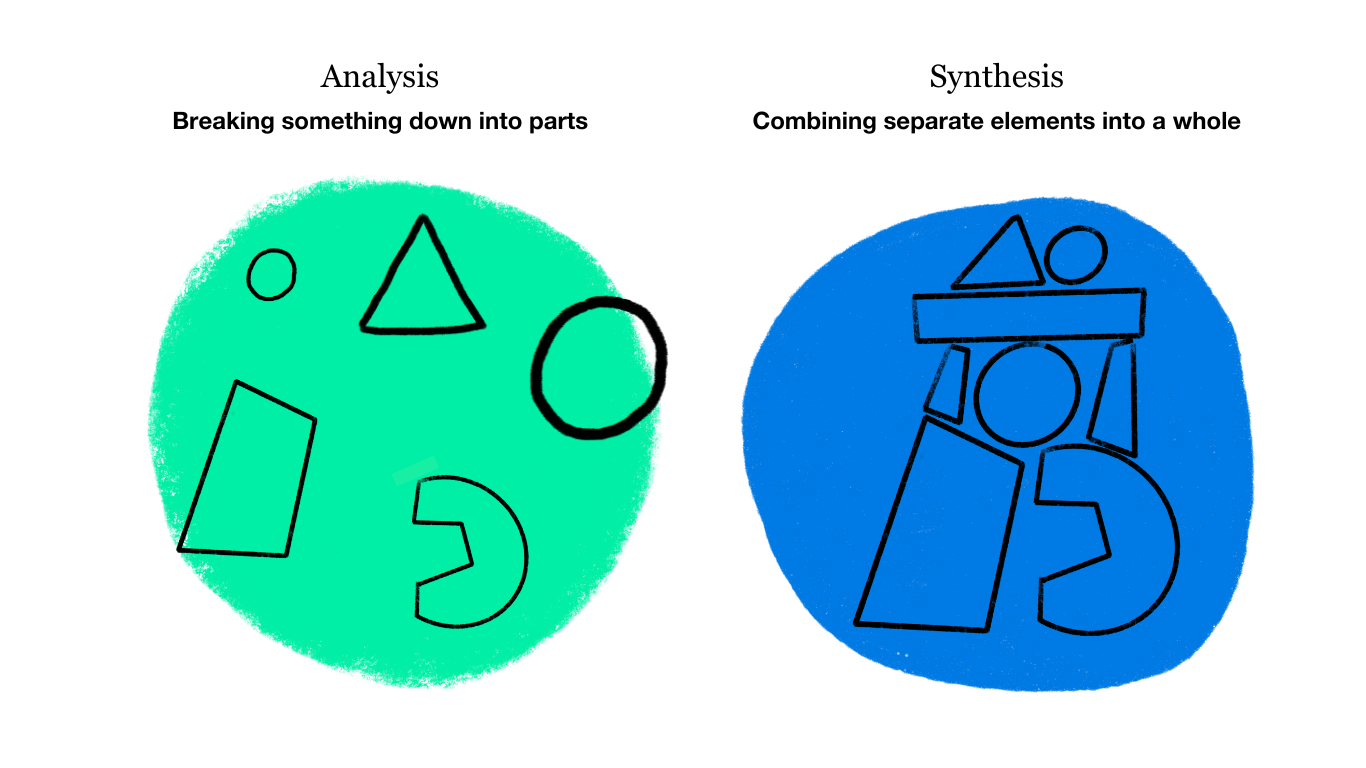 Analysis
Breaking something down into parts
Synthesis
Combining separate elements into a whole